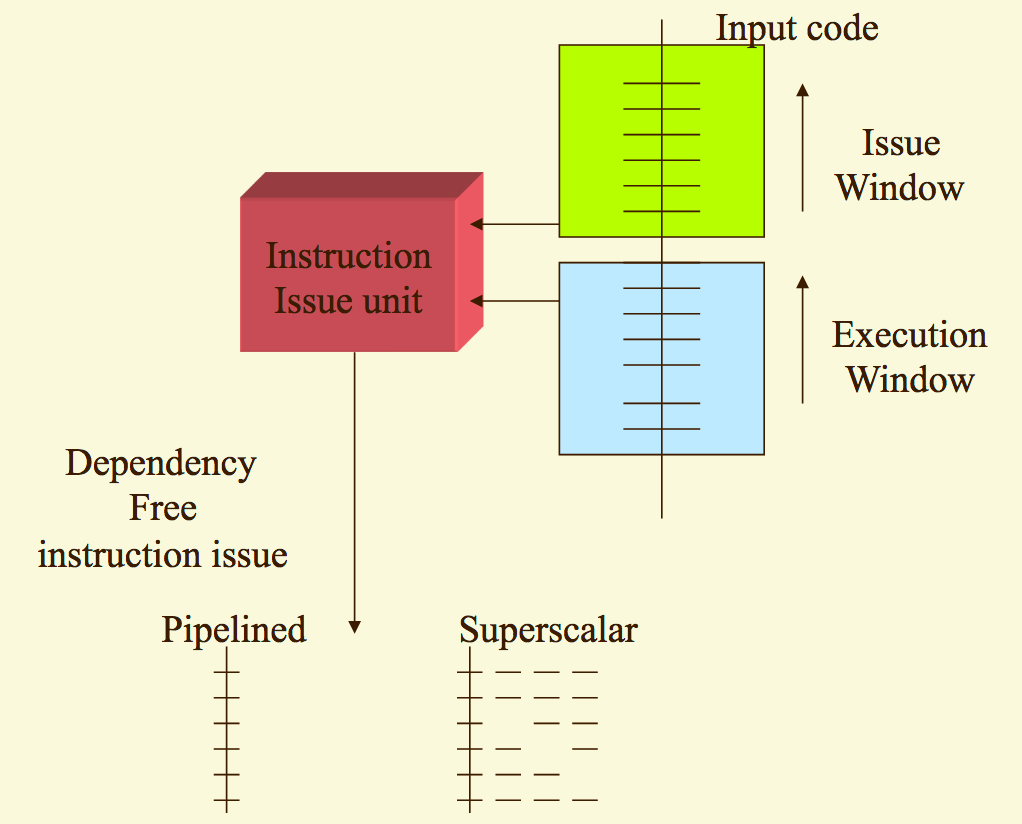 Input code
Issue
Window
Instruction
Issue unit
Execution
Window
Dependency
Free
instruction issue
Pipelined
Superscalar